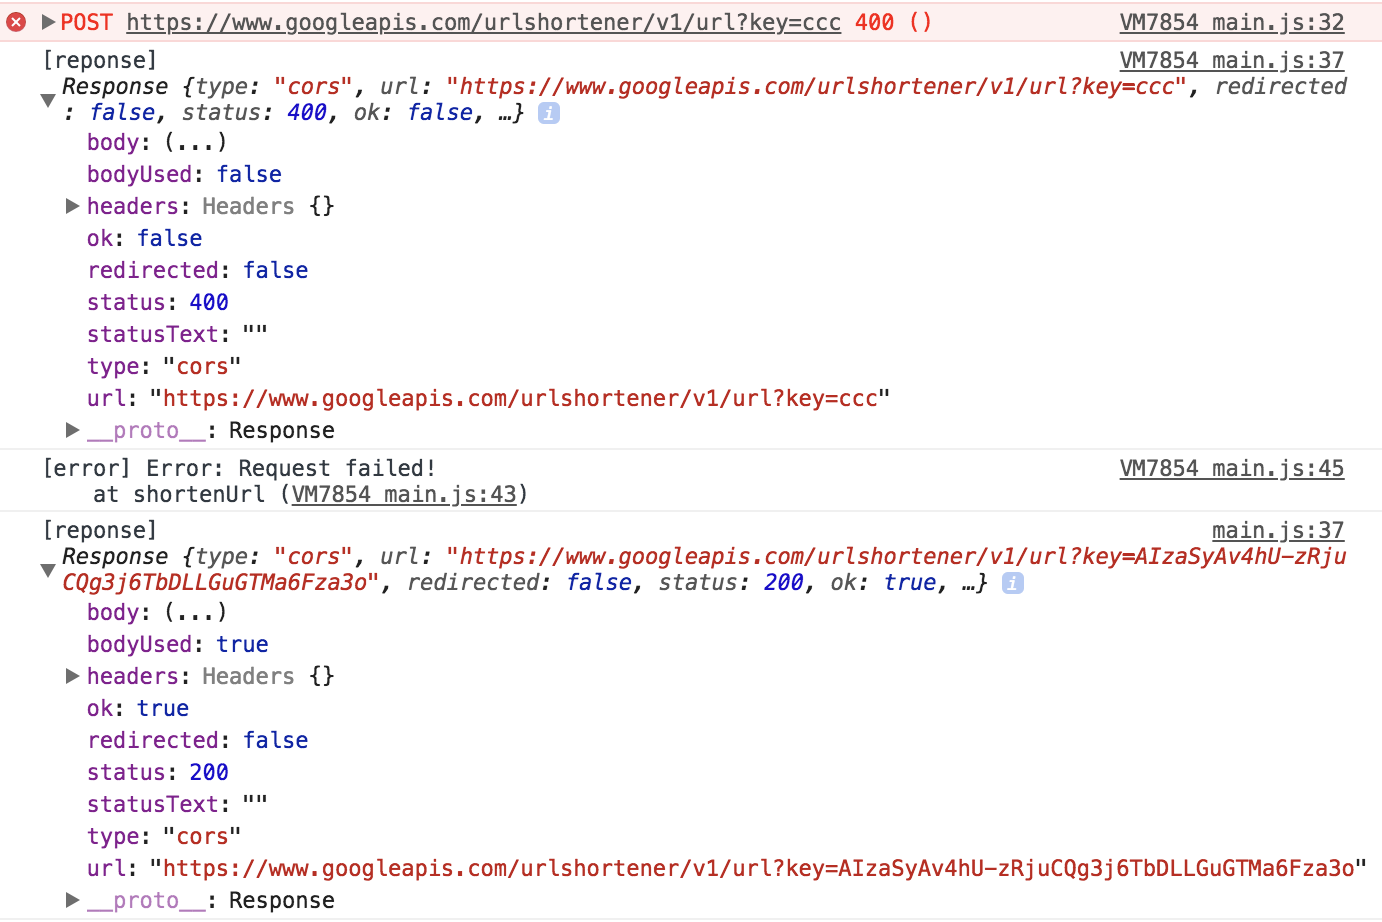 POST https://www.googleapis.com/urlshortener/v1/url?key=ccc 400 () VM7854 main.js:32
[reponse] VM7854 main.js:37
Response {type: "cors", url: "https://www.googleapis.com/urlshortener/v1/url?key=ccc", redirected
: false, status: 400, ok: false, …} i
body: (...)
bodyUsed: false
headers: Headers {}
ok: false
redirected: false
status: 400
statusText: ""
type: "cors"
url: "https://www.googleapis.com/urlshortener/v1/url?key=ccc"
__proto__: Response
[error] Error: Request failed! VM7854 main.js:45
at shortenUrl (VM7854 main.js:43)
[reponse] main.js:37
Response {type: "cors", url: "https://www.googleapis.com/urlshortener/v1/url?key=AIzaSyAv4hU-zRju
CQg3j6TbDLLGuGTMa6Fza3o", redirected: false, status: 200, ok: true, …} i
body: (...)
bodyUsed: true
headers: Headers {}
ok: true
redirected: false
status: 200
statusText: ""
type: "cors"
url: "https://www.googleapis.com/urlshortener/v1/url?key=AIzaSyAv4hU-zRjuCQg3j6TbDLLGuGTMa6Fza3o"
__proto__: Response